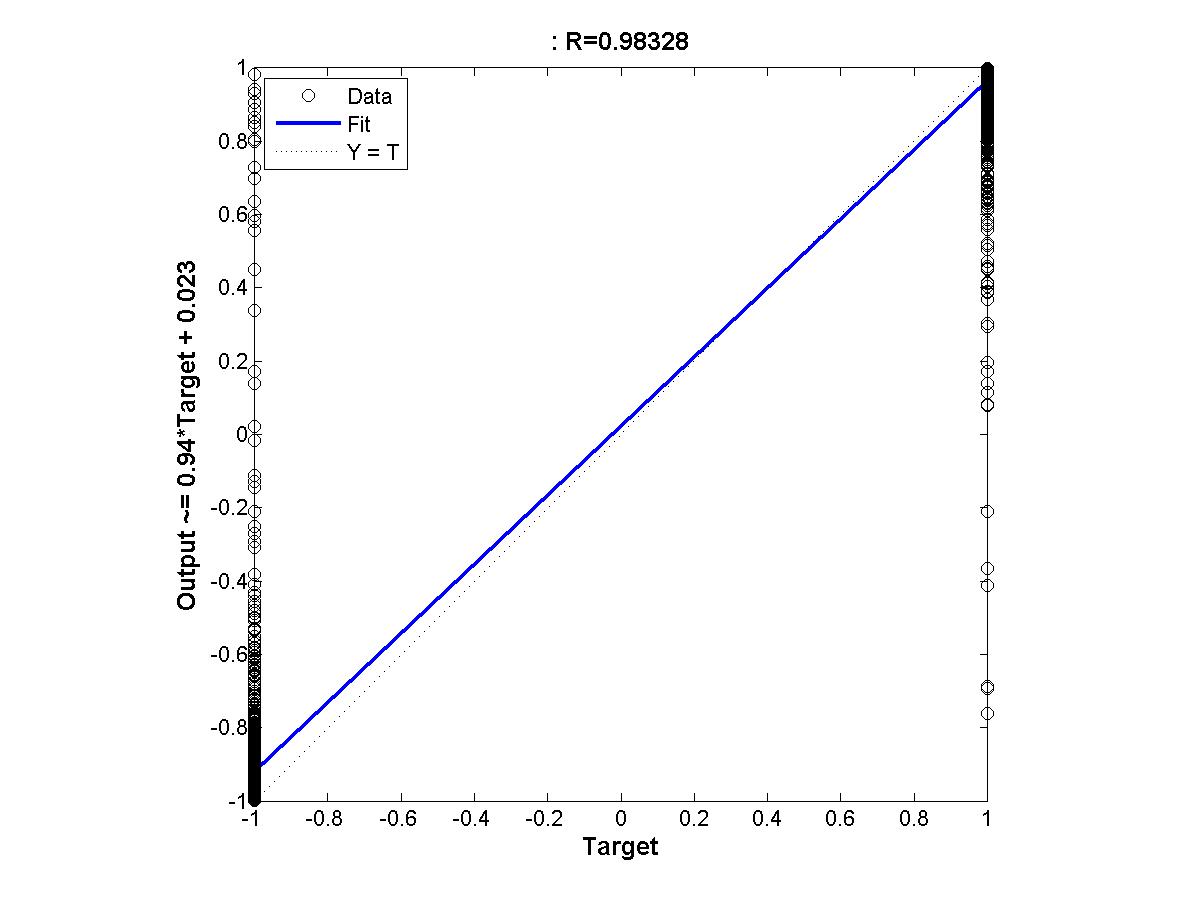 : R=0.98328
Data
Fit
Y = T
Output ~= 0.94*Target + 0.023
1
0.8
0.6
0.4
0.2
0
-0.2
-0.4
-0.6
-0.8
-1
-1 -0.8 -0.6 -0.4 -0.2 0 0.2 0.4 0.6 0.8 1
Target